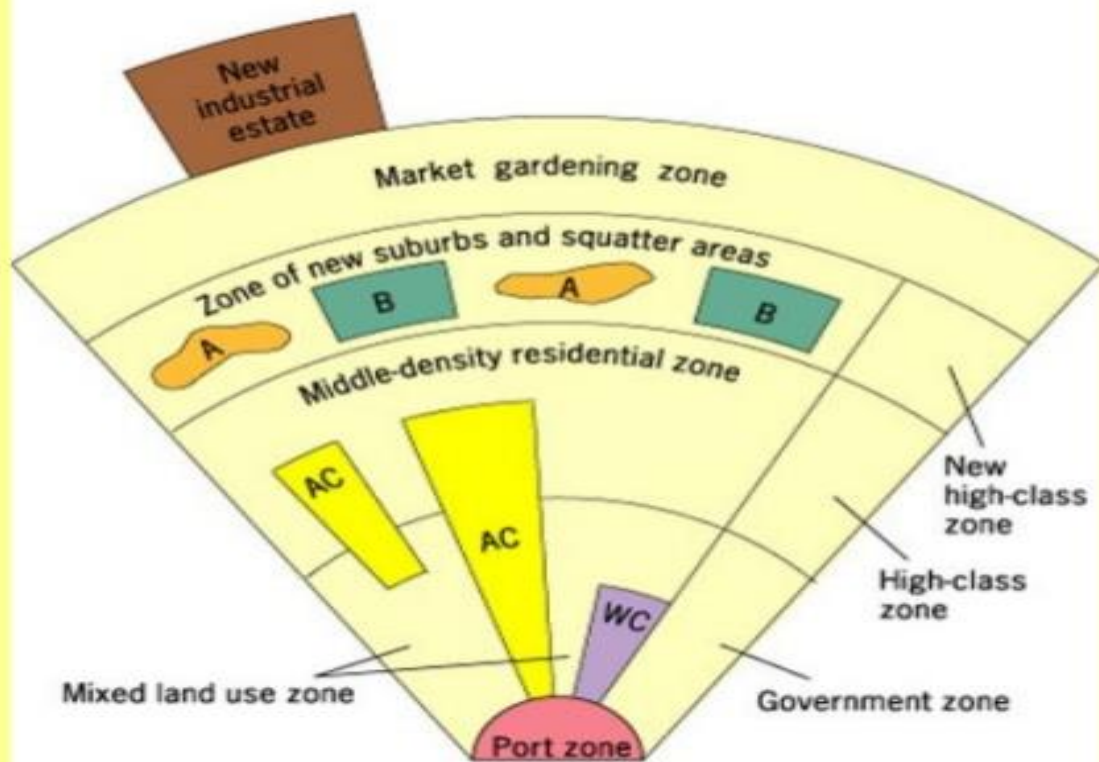 New
industrial
estate
Market gardening zone
Zone of new suburbs and squatter areas
A
B
A
B
Middle-density residential zone
AC
AC
WC
New
high-class
zone
High-class
zone
Mixed land use zone
Government zone
Port zone